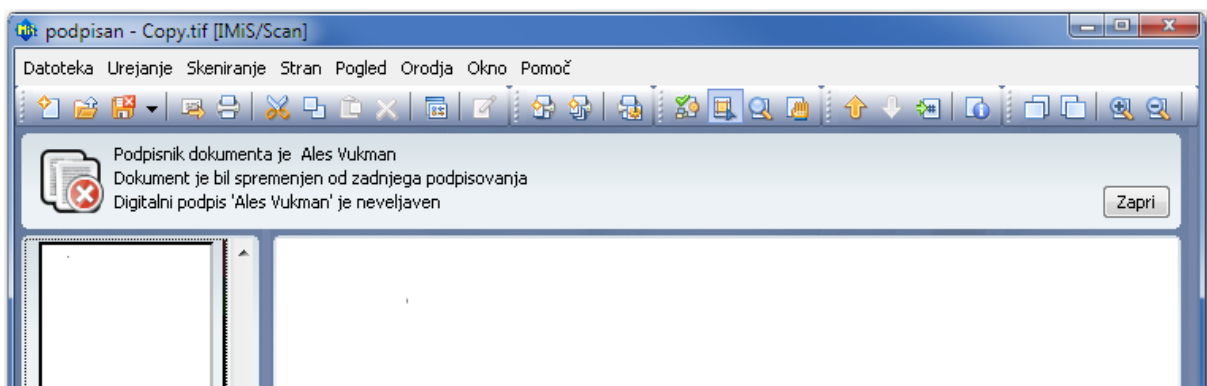 podpisan - Copy.tif [IMiS/Scan]
Datoteka Urejanje Skeniranje Stran Pogled Orodja Okno Pomoč
Podpisnik dokumenta je Ales Vukman
Dokument je bil spremenjen od zadnjega podpisovanja
Digitalni podpis 'Ales Vukman' je neveljaven
Zapri